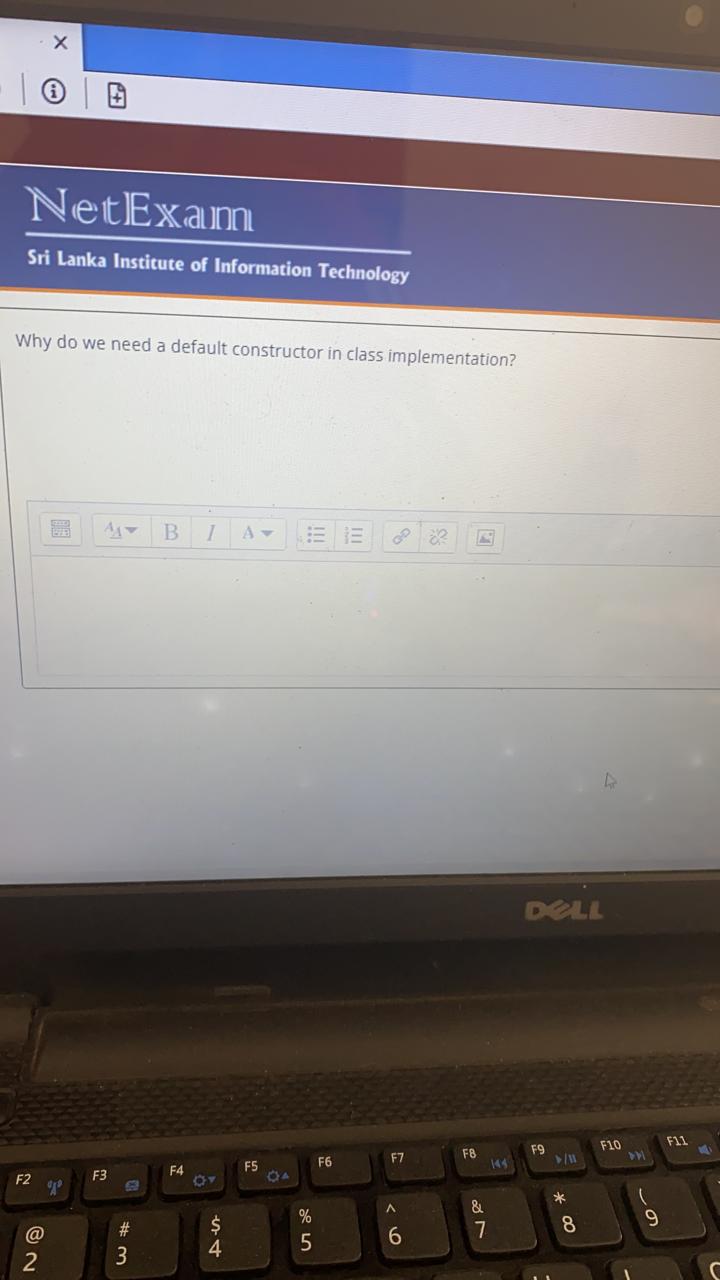 NetExam
Sri Lanka Institute of Information Technology
Why do we need a default constructor in class implementation?
B I A
DELL
F2 F3 F4 F5 F6 F7 F8 F9 F10 F11
@ # $ % ^ & * (
2 3 4 5 6 7 8 9